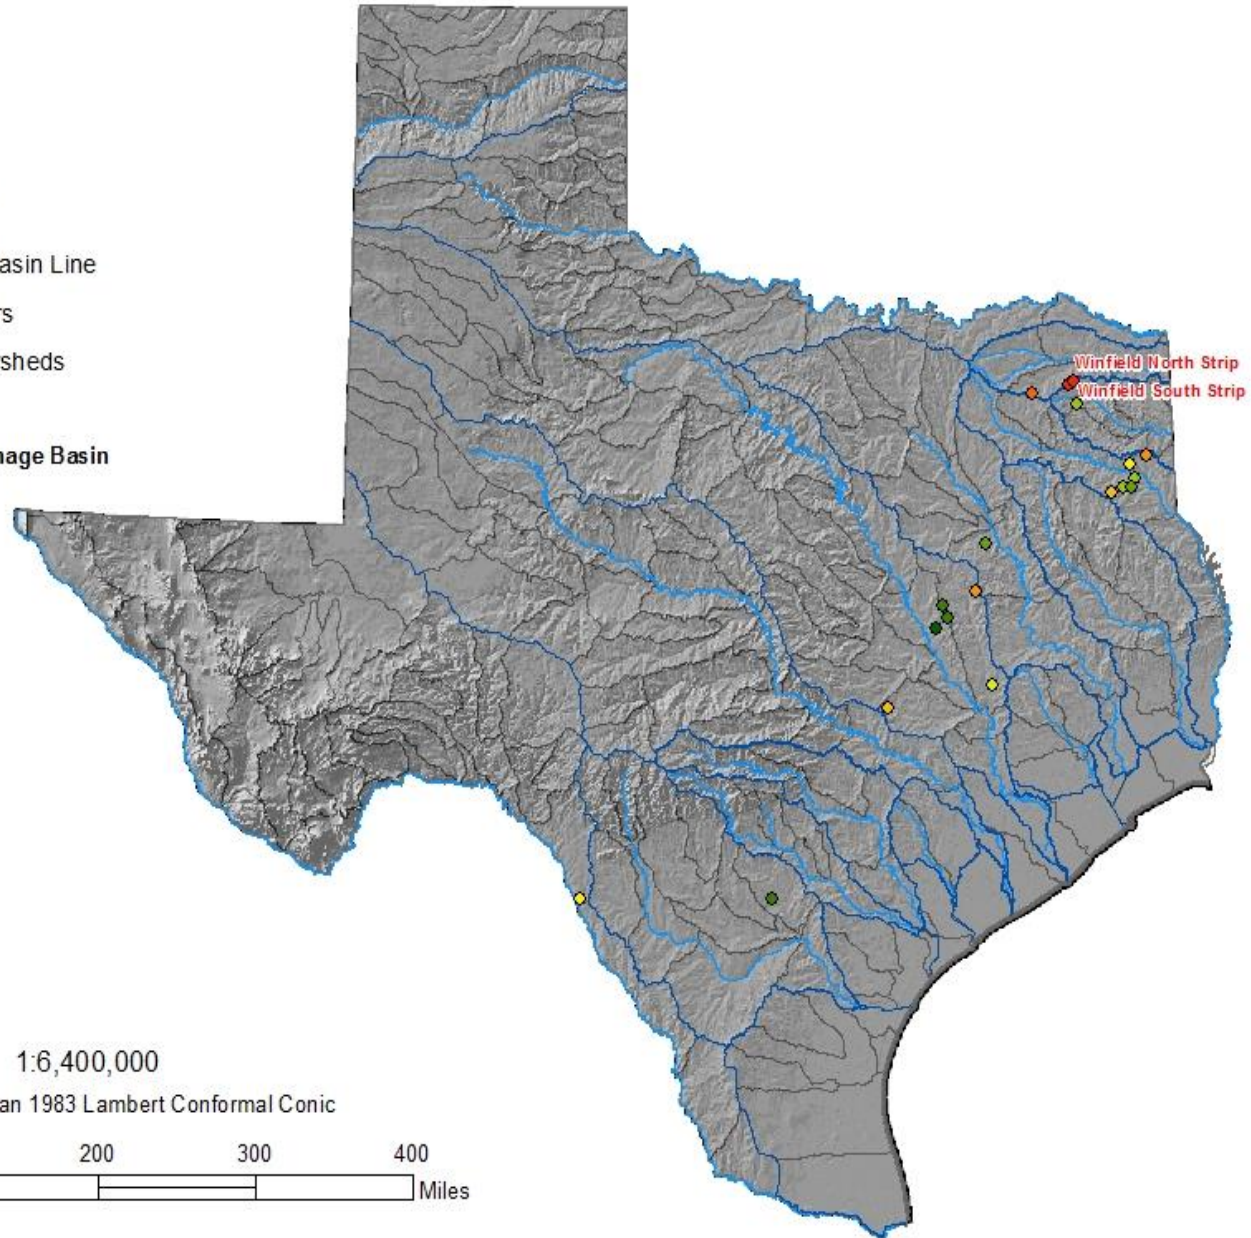 asin Line
rs
sheds
nage Basin
Winfield North Strip
Winfield South Strip
1:6,400,000
an 1983 Lambert Conformal Conic
200 300 400
Miles